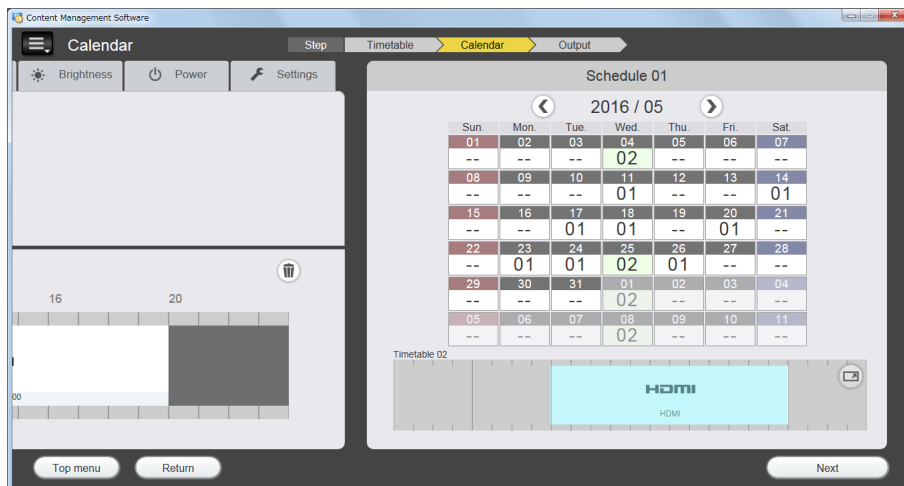 Content Management Software
Calendar
Step Timetable Calendar Output
Brightness Power Settings
Schedule 01
2016 / 05
Sun. Mon. Tue. Wed. Thu. Fri. Sat.
01 02 03 04 05 06 07
-- -- -- 02 -- -- --
08 09 10 11 12 13 14
-- -- -- 01 -- -- 01
15 16 17 18 19 20 21
-- -- 01 01 -- 01 --
22 23 24 25 26 27 28
-- 01 01 02 01 -- --
29 30 31 01 02 03 04
-- -- -- 02 -- -- --
05 06 07 08 09 10 11
-- -- -- 02 -- -- --
16 20
00
Timetable 02
HDMI
HDMI
Top menu Return Next